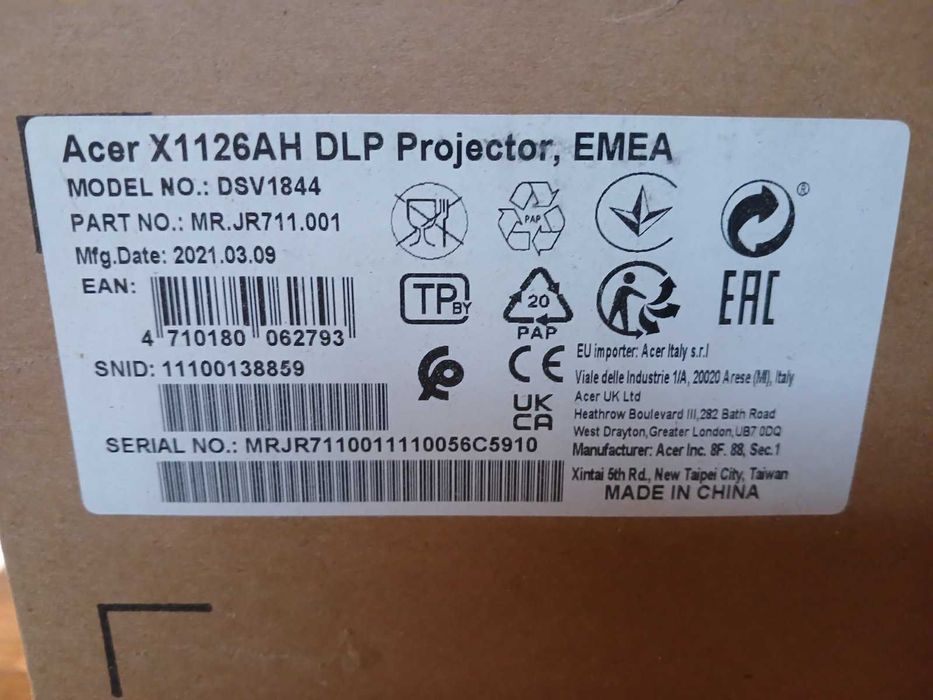 Acer X1126AH DLP Projector, EMEA
MODEL NO.: DSV1844
PART NO.: MR.JR711.001
Mfg.Date: 2021.03.09
EAN:
4 710180 062793
SNID: 11100138859
SERIAL NO.: MRJR7110011110056C5910
PAP
®
TP BY
20
PAP
EAC
CE
UK
CA
EU importer: Acer Italy s.r.l
Viale delle Industrie 1/A, 20020 Arese (MI), Italy
Acer UK Ltd
Heathrow Boulevard III,282 Bath Road
West Drayton,Greater London,UB7 0DQ
Manufacturer: Acer Inc. 8F. 88, Sec.1
Xintai 5th Rd., New Taipei City, Taiwan
MADE IN CHINA